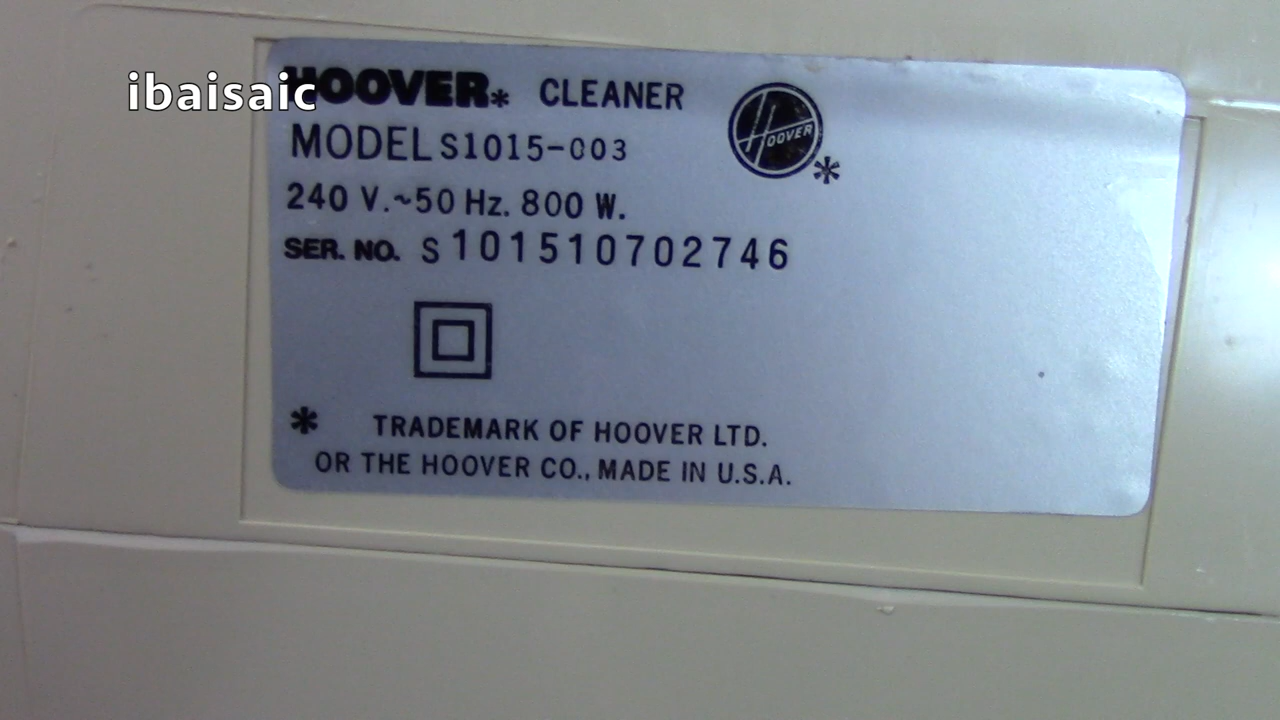 ibaisaic
HOOVER* CLEANER
HOOVER
*
MODEL S1015-003
240 V.~50 Hz. 800 W.
SER. NO. S101510702746
* TRADEMARK OF HOOVER LTD.
OR THE HOOVER CO., MADE IN U.S.A.